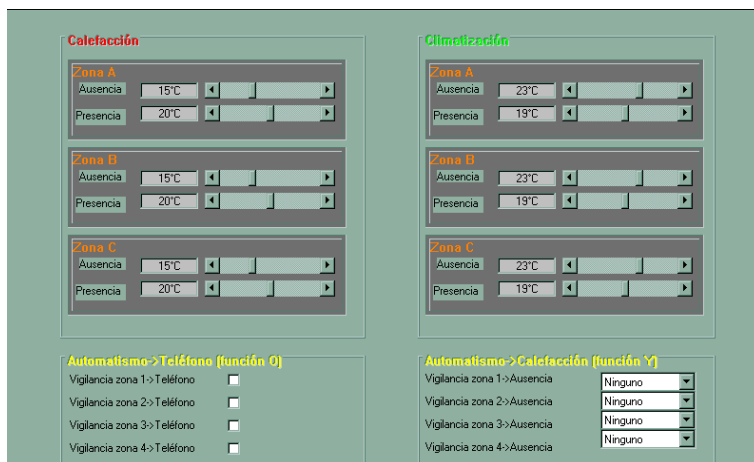 Calefacción
Zona A
Ausencia 15°C
Presencia 20°C
Zona B
Ausencia 15°C
Presencia 20°C
Zona C
Ausencia 15°C
Presencia 20°C
Climatización
Zona A
Ausencia 23°C
Presencia 19°C
Zona B
Ausencia 23°C
Presencia 19°C
Zona C
Ausencia 23°C
Presencia 19°C
Automatismo->Teléfono (función O)
Vigilancia zona 1->Teléfono
Vigilancia zona 2->Teléfono
Vigilancia zona 3->Teléfono
Vigilancia zona 4->Teléfono
Automatismo->Calefacción (función Y)
Vigilancia zona 1->Ausencia Ninguno
Vigilancia zona 2->Ausencia Ninguno
Vigilancia zona 3->Ausencia Ninguno
Vigilancia zona 4->Ausencia Ninguno